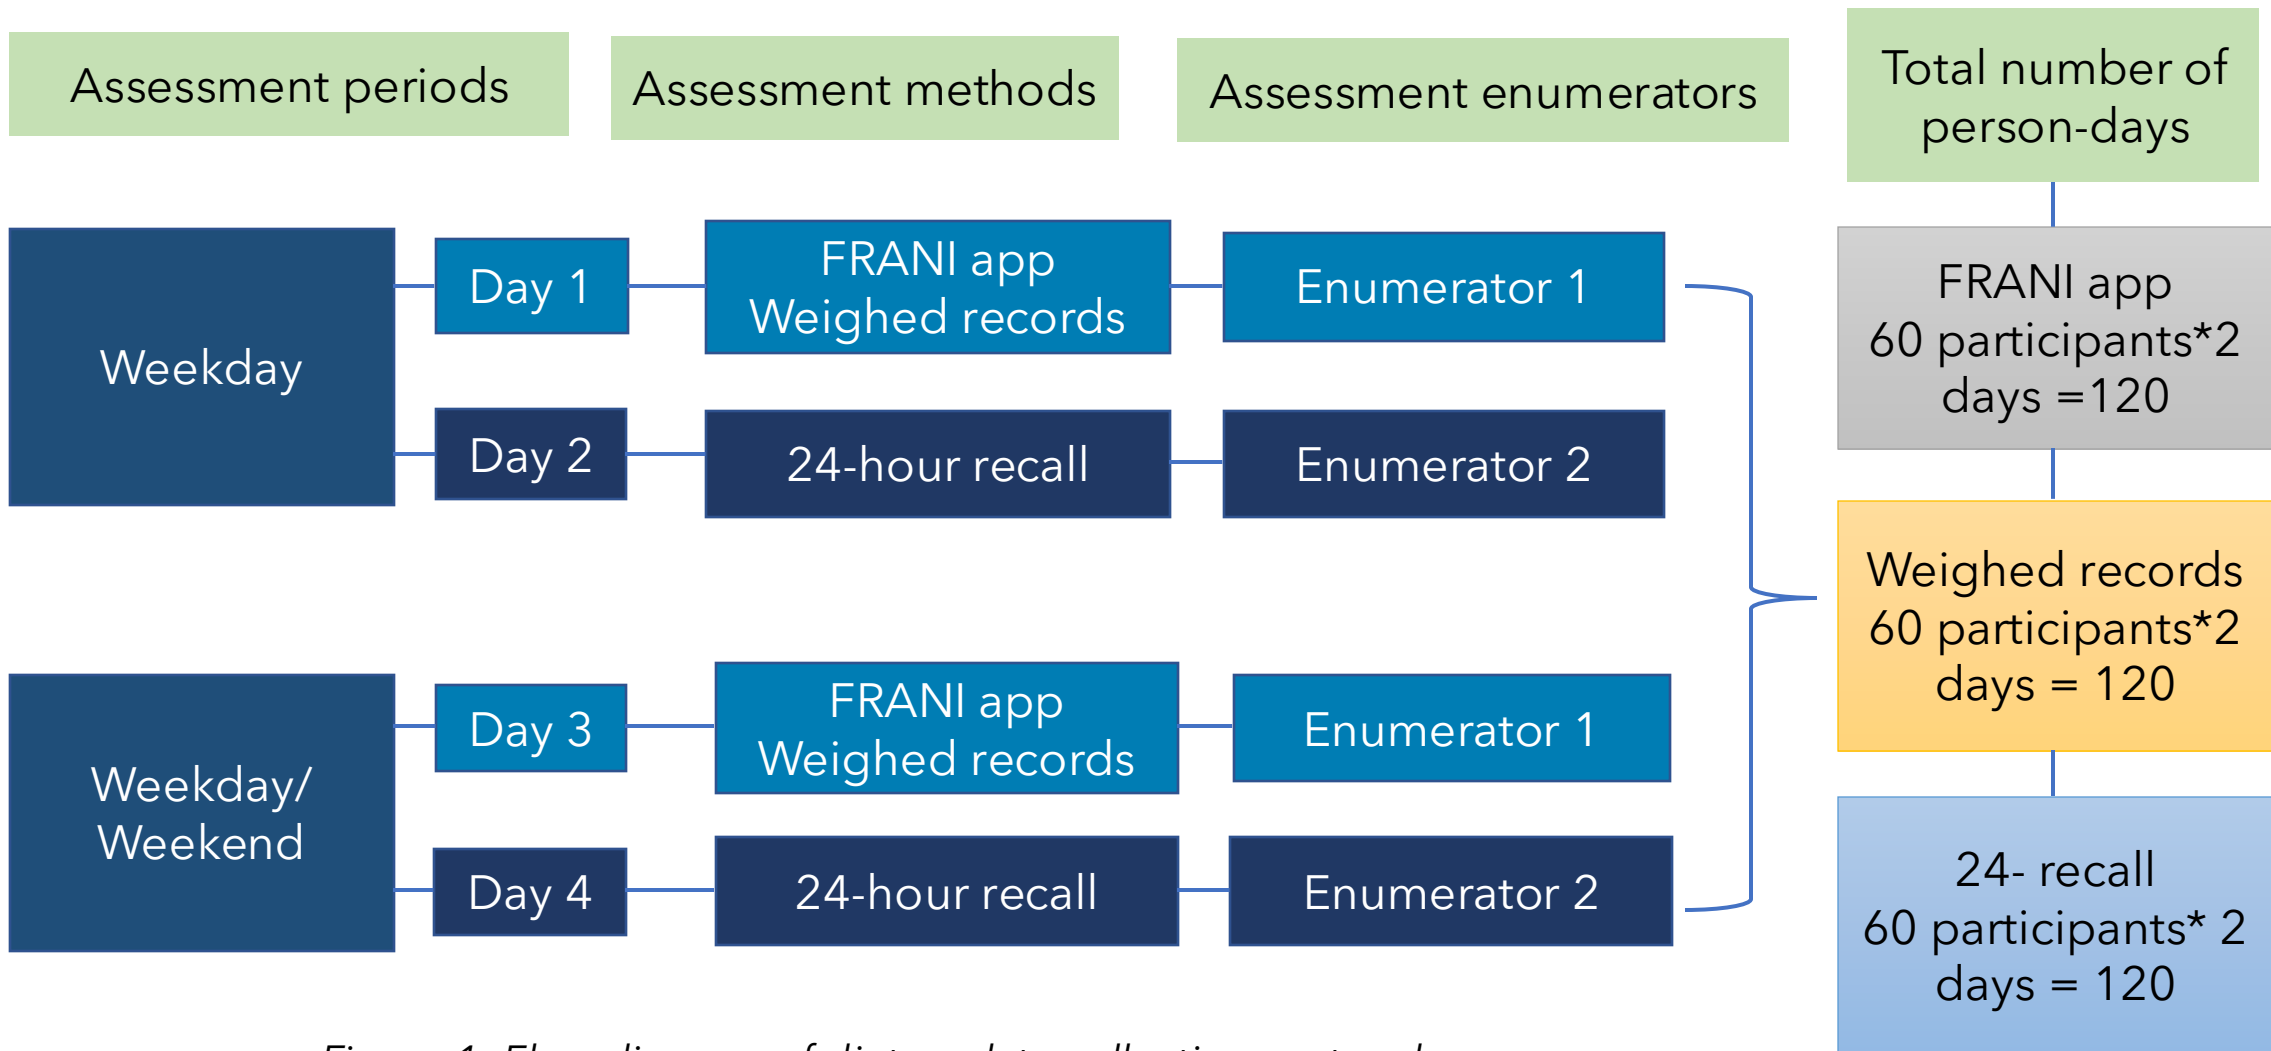 Assessment periods
Assessment methods
Assessment enumerators
Total number of
person-days
Weekday
Day 1
FRANI app
Weighed records
Enumerator 1
Day 2
24-hour recall
Enumerator 2
Weekday/
Weekend
Day 3
FRANI app
Weighed records
Enumerator 1
Day 4
24-hour recall
Enumerator 2
FRANI app
60 participants*2
days =120
Weighed records
60 participants*2
days = 120
24- recall
60 participants* 2
days = 120